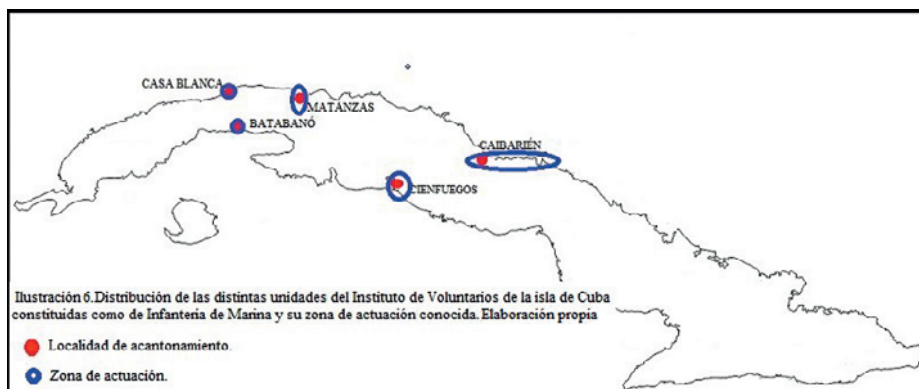 CASA BLANCA
MATANZAS
BATABANÓ
CAIBARIÉN
CIENFUEGOS
Ilustración 6.Distribución de las distintas unidades del Instituto de Voluntarios de la isla de Cuba
constituidas como de Infantería de Marina y su zona de actuación conocida. Elaboración propia
Localidad de acantonamiento.
Zona de actuación.